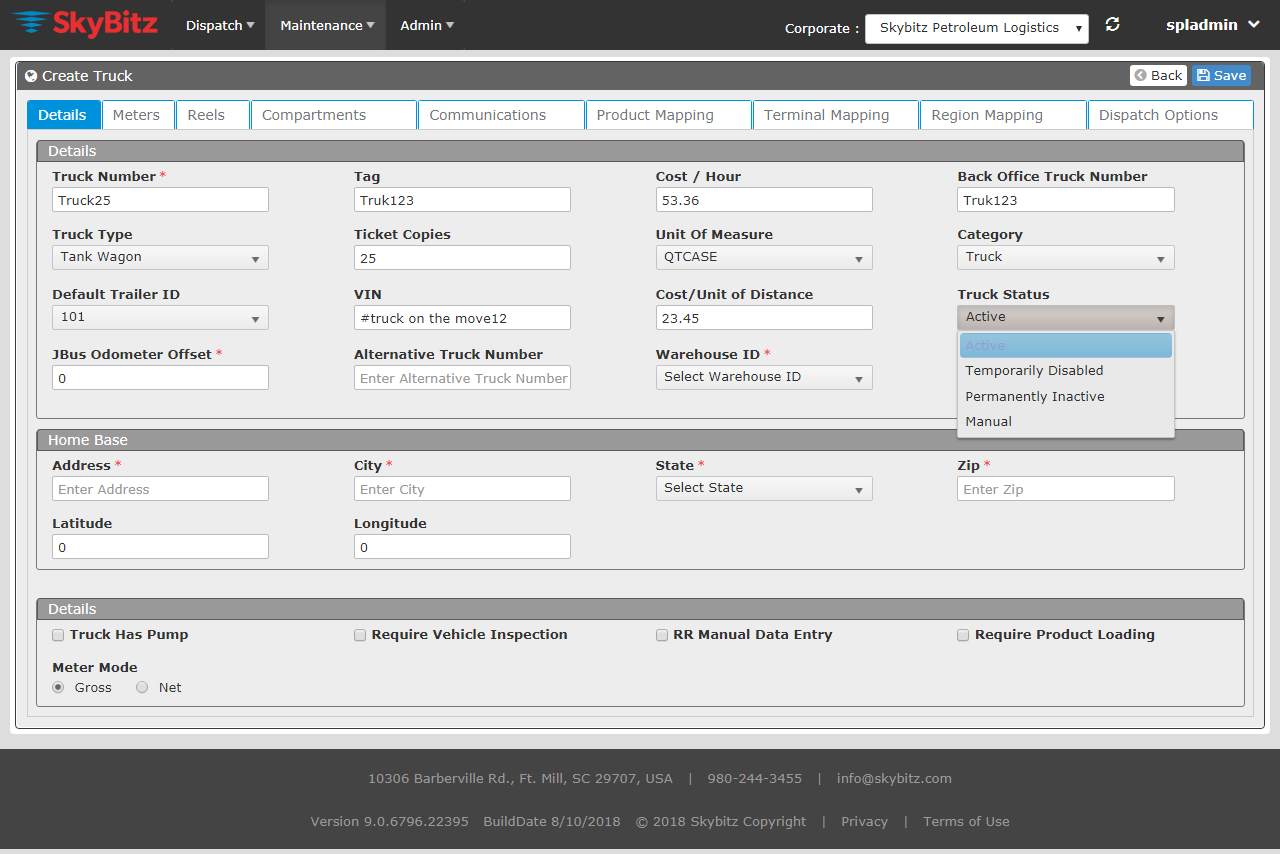 SkyBitz Dispatch Maintenance Admin Corporate : Skybitz Petroleum Logistics spladmin
Create Truck Back Save
Details Meters Reels Compartments Communications Product Mapping Terminal Mapping Region Mapping Dispatch Options
Details
Truck Number * Tag Cost / Hour Back Office Truck Number
Truck25 Truk123 53.36 Truk123
Truck Type Ticket Copies Unit Of Measure Category
Tank Wagon 25 QTCASE Truck
Default Trailer ID VIN Cost/Unit of Distance Truck Status
101 #truck on the move12 23.45 Active
Active
JBus Odometer Offset * Alternative Truck Number Warehouse ID *
0 Enter Alternative Truck Number Select Warehouse ID
Temporarily Disabled
Permanently Inactive
Manual
Home Base
Address * City * State * Zip *
Enter Address Enter City Select State Enter Zip
Latitude Longitude
0 0
Details
Truck Has Pump Require Vehicle Inspection RR Manual Data Entry Require Product Loading
Meter Mode
Gross Net
10306 Barberville Rd., Ft. Mill, SC 29707, USA | 980-244-3455 | info@skybitz.com
Version 9.0.6796.22395 BuildDate 8/10/2018 © 2018 Skybitz Copyright | Privacy | Terms of Use